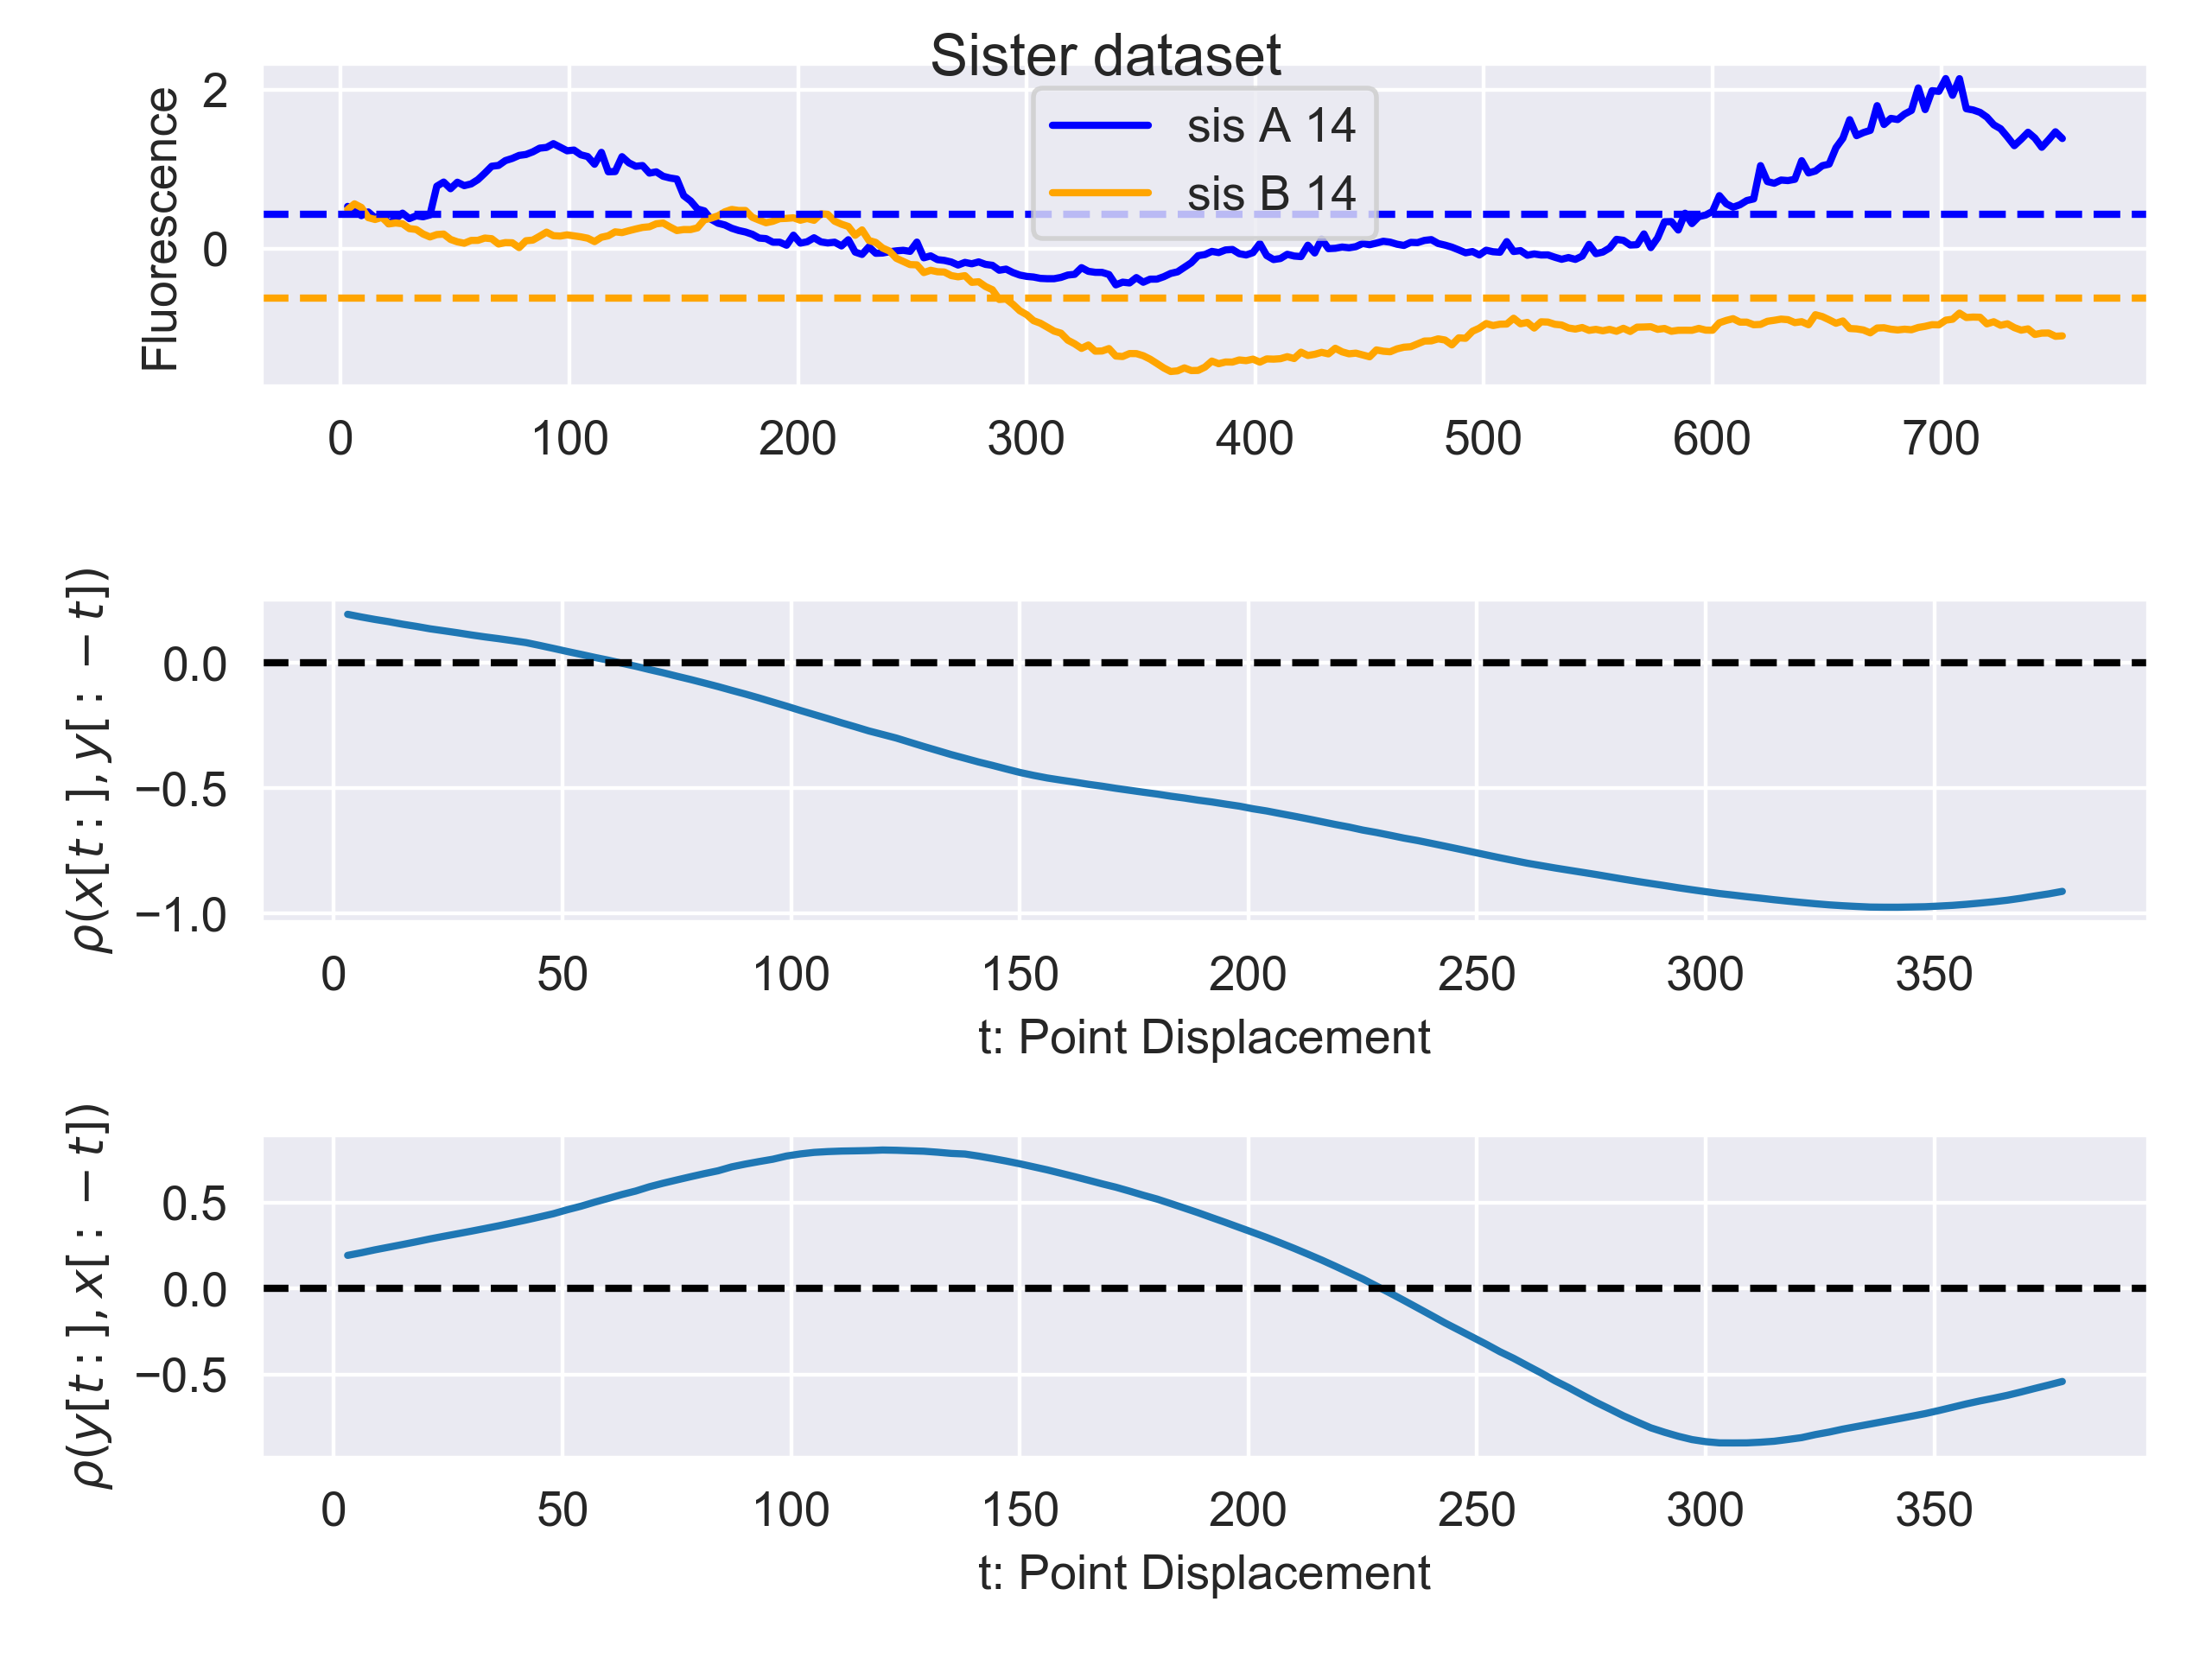 Sister dataset
Fluorescence
2
0
sis A 14
sis B 14
0 100 200 300 400 500 600 700
ρ(x[t:], y[: − t])
0.0
−0.5
−1.0
0 50 100 150 200 250 300 350
t: Point Displacement
ρ(y[t:], x[: − t])
0.5
0.0
−0.5
0 50 100 150 200 250 300 350
t: Point Displacement